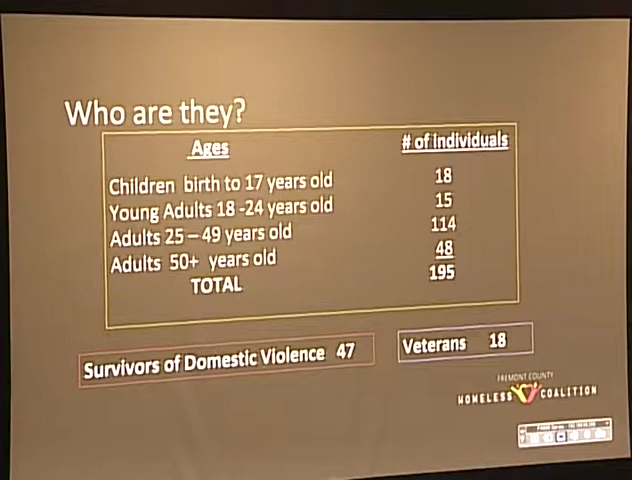 Who are they?
Ages # of individuals
Children birth to 17 years old 18
Young Adults 18 -24 years old 15
Adults 25 – 49 years old 114
Adults 50+ years old 48
TOTAL 195
Survivors of Domestic Violence 47
Veterans 18
FREMONT COUNTY
HOMELESS COALITION